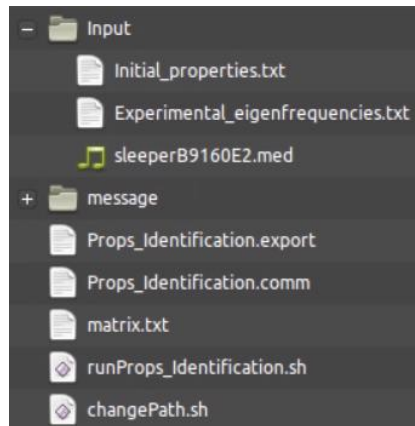 Input
Initial_properties.txt
Experimental_eigenfrequencies.txt
sleeperB9160E2.med
message
Props_Identification.export
Props_Identification.comm
matrix.txt
runProps_Identification.sh
changePath.sh